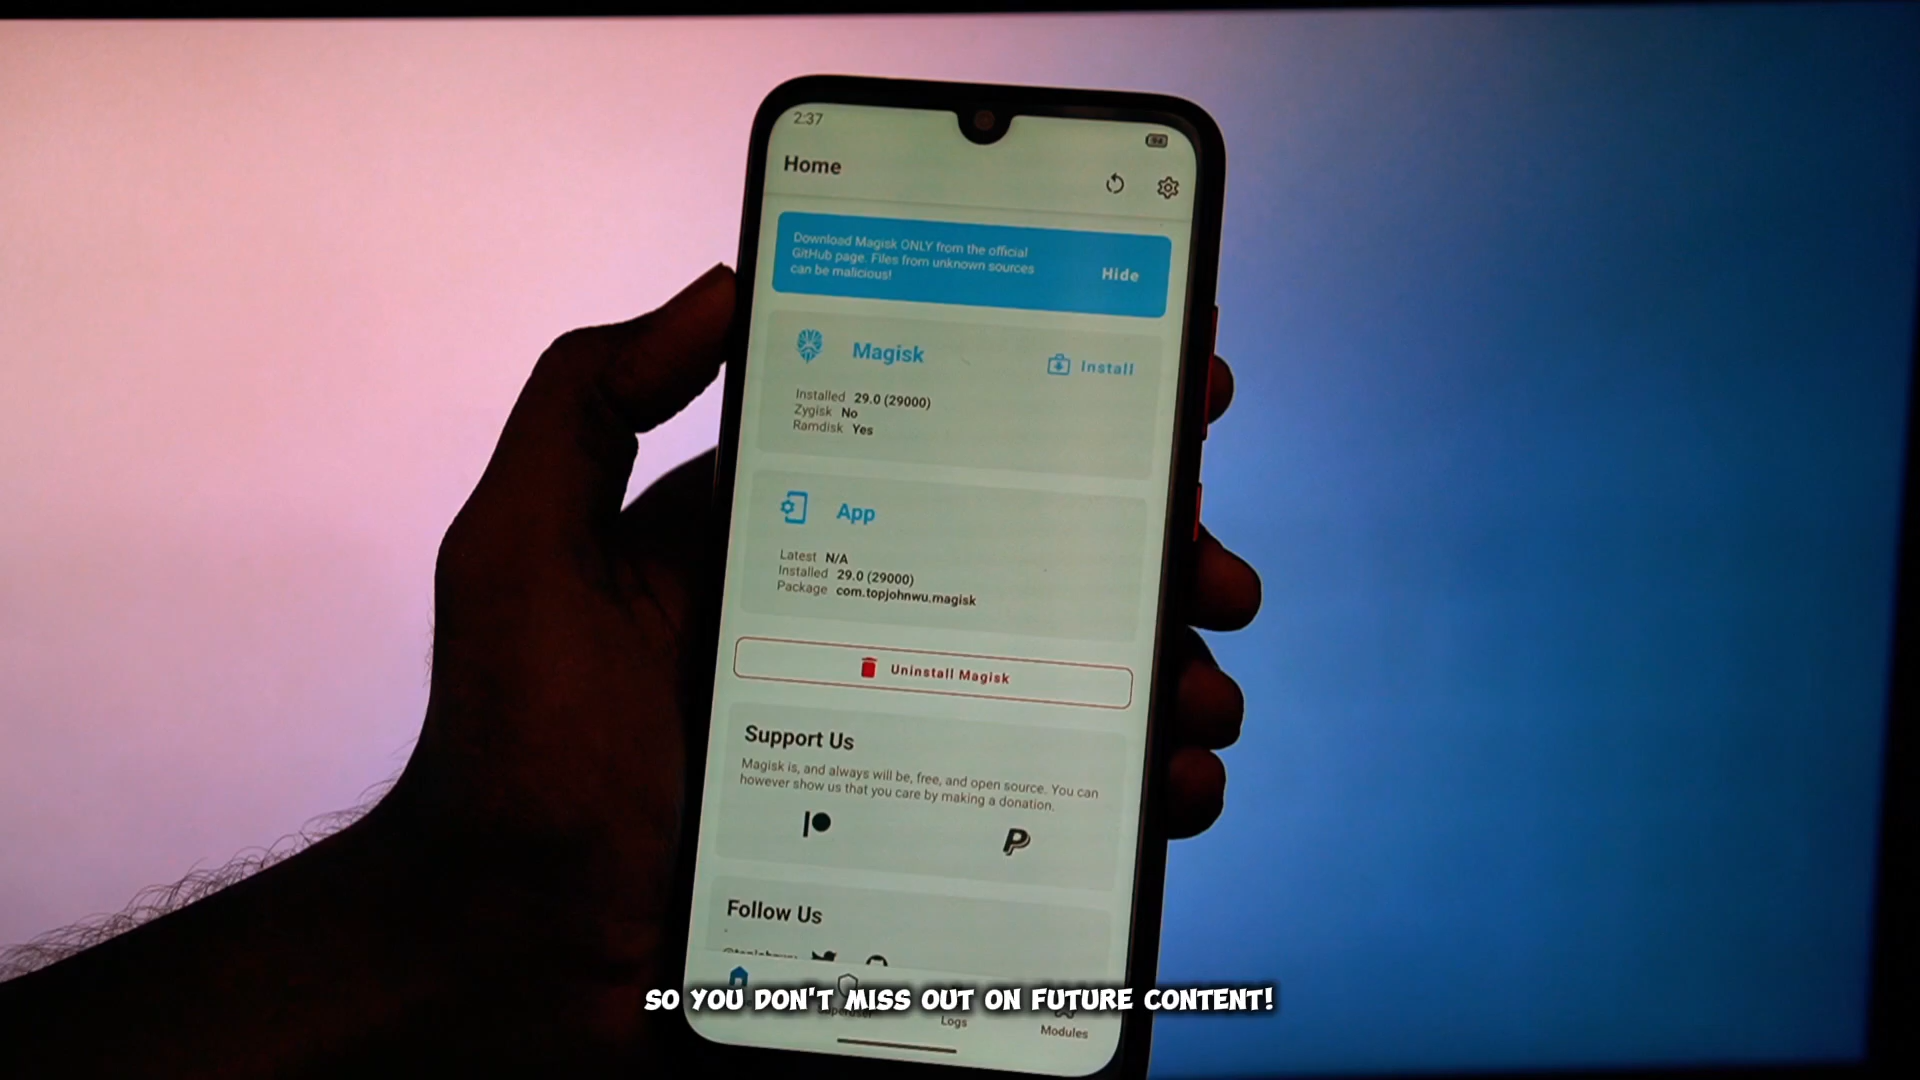 2:37
Home
Download Magisk ONLY from the official
GitHub page. Files from unknown sources
can be malicious!
Hide
Magisk
Install
Installed 29.0 (29000)
Zygisk No
Ramdisk Yes
App
Latest N/A
Installed 29.0 (29000)
Package com.topjohnwu.magisk
Uninstall Magisk
Support Us
Magisk is, and always will be, free, and open source. You can
however show us that you care by making a donation.
Follow Us
SO YOU DON'T MISS OUT ON FUTURE CONTENT!
Logs
Modules